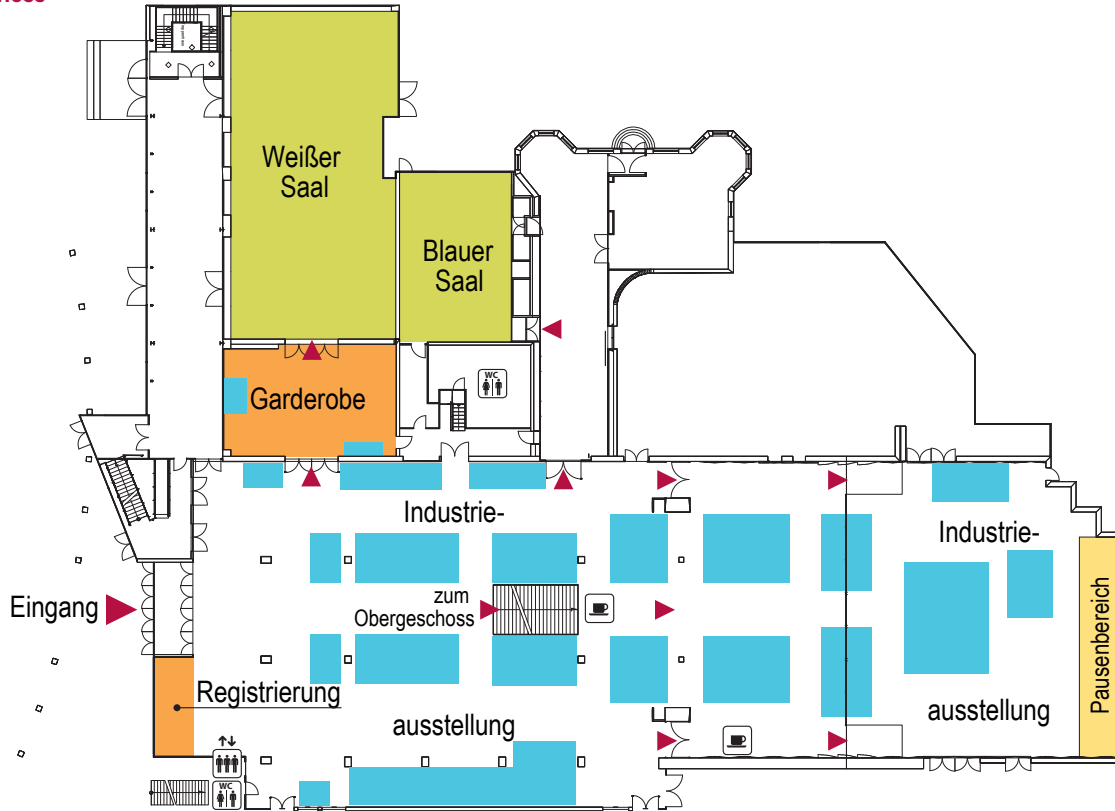 Weißer
Saal
Blauer
Saal
WC
Garderobe
Industrie-
Industrie-
zum
Obergeschoss
Eingang
Registrierung
ausstellung
ausstellung
Pausenbereich
WC